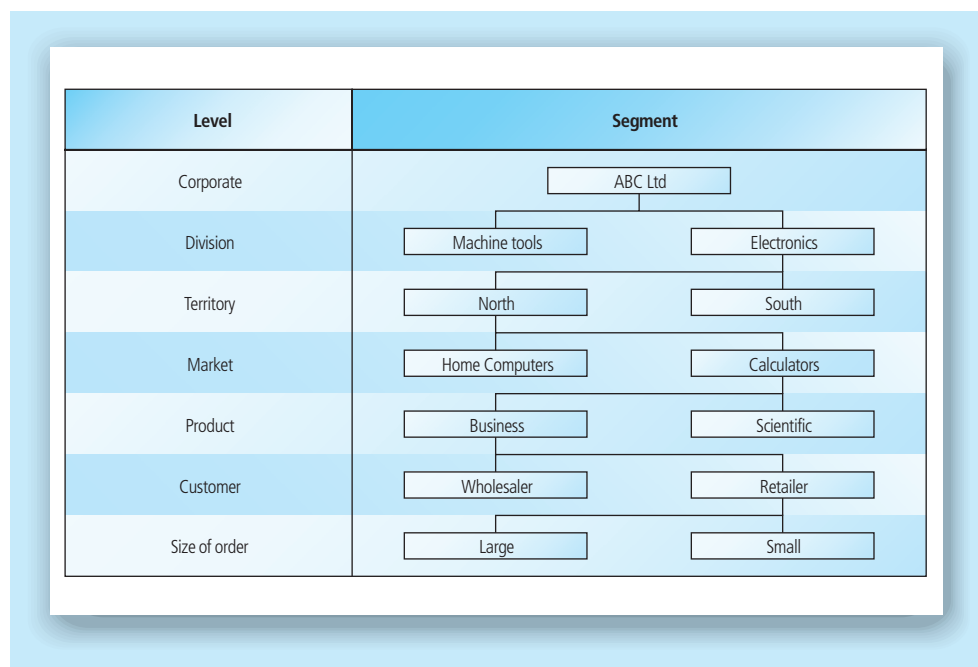 Level Segment
Corporate ABC Ltd
Division Machine tools Electronics
Territory North South
Market Home Computers Calculators
Product Business Scientific
Customer Wholesaler Retailer
Size of order Large Small